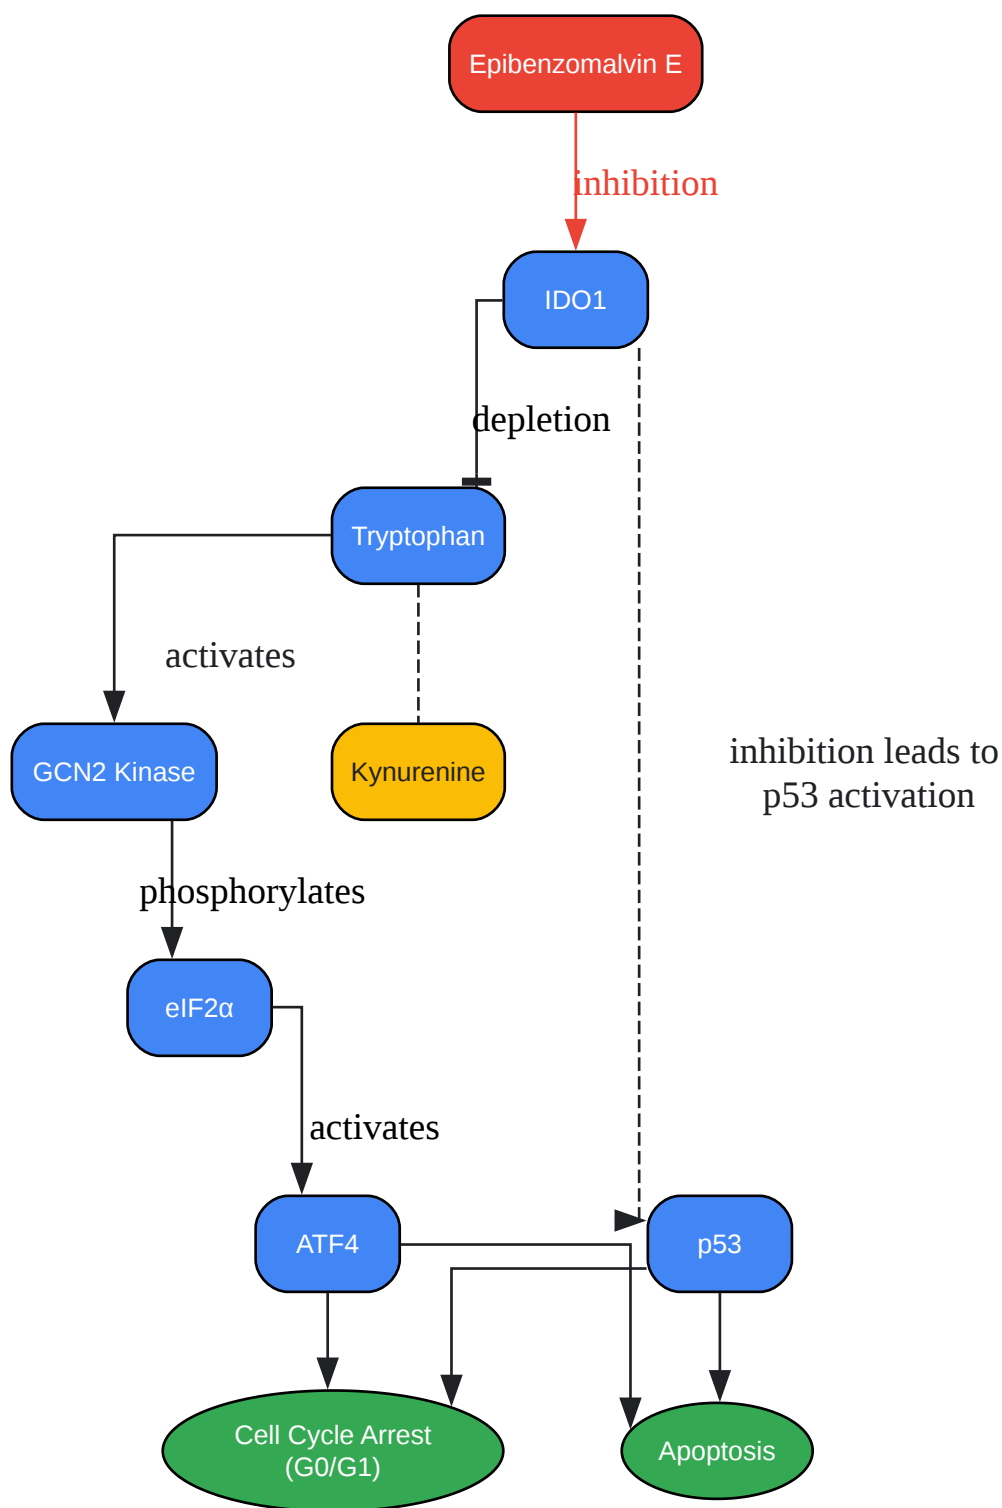 Epibenzomalvin E
inhibition
IDO1
depletion
Tryptophan
activates
GCN2 Kinase
Kynurenine
inhibition leads to
p53 activation
phosphorylates
eIF2α
activates
ATF4
p53
Cell Cycle Arrest
(G0/G1)
Apoptosis